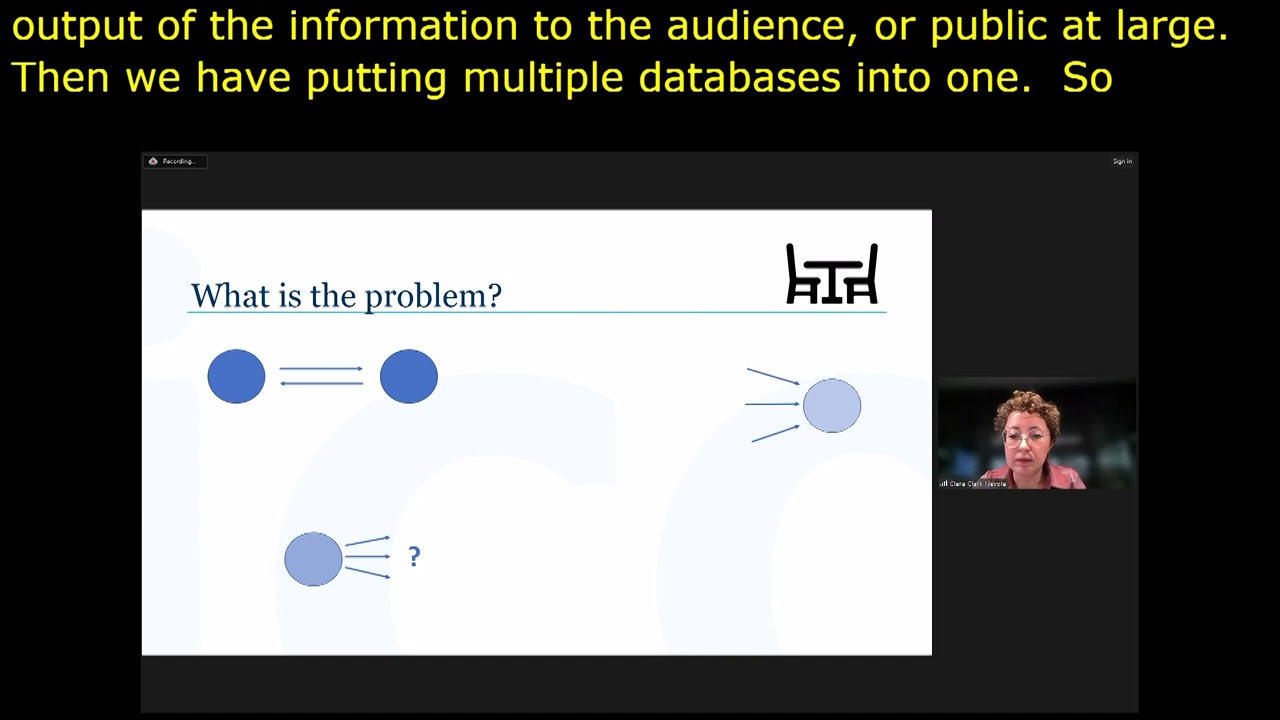 output of the information to the audience, or public at large.
Then we have putting multiple databases into one. So
Recording...
Sign in
What is the problem?
?
Clara Clark Nevola